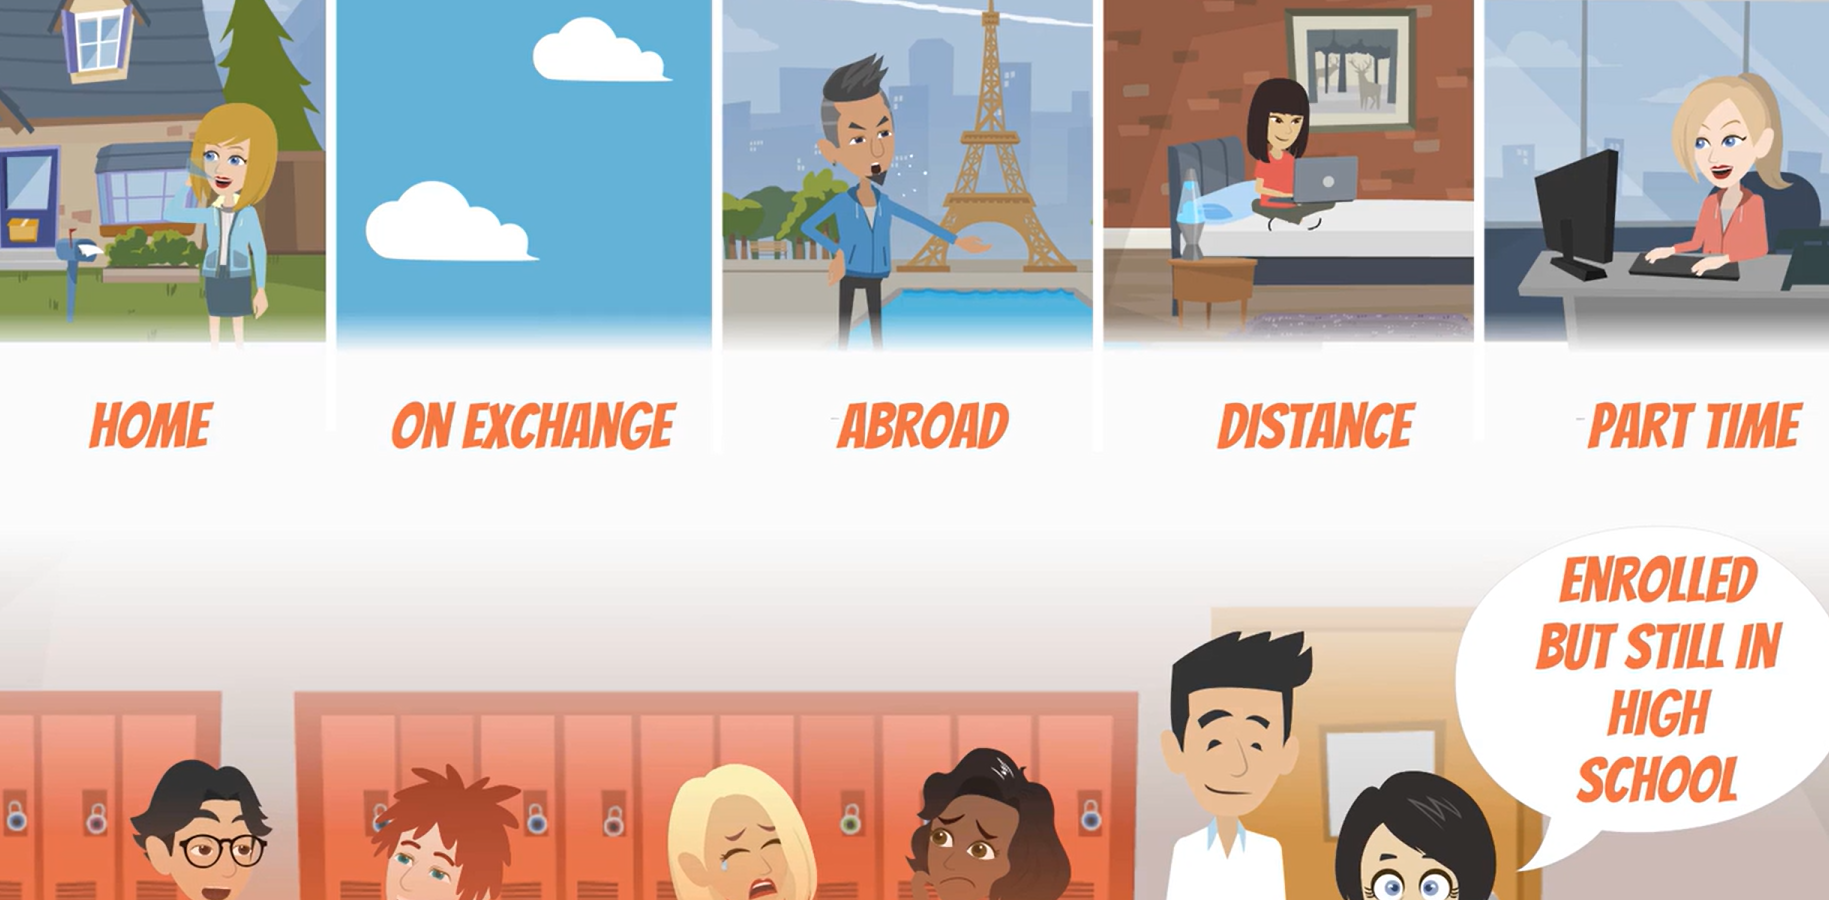 HOME
ON EXCHANGE
ABROAD
DISTANCE
PART TIME
ENROLLED
BUT STILL IN
HIGH
SCHOOL